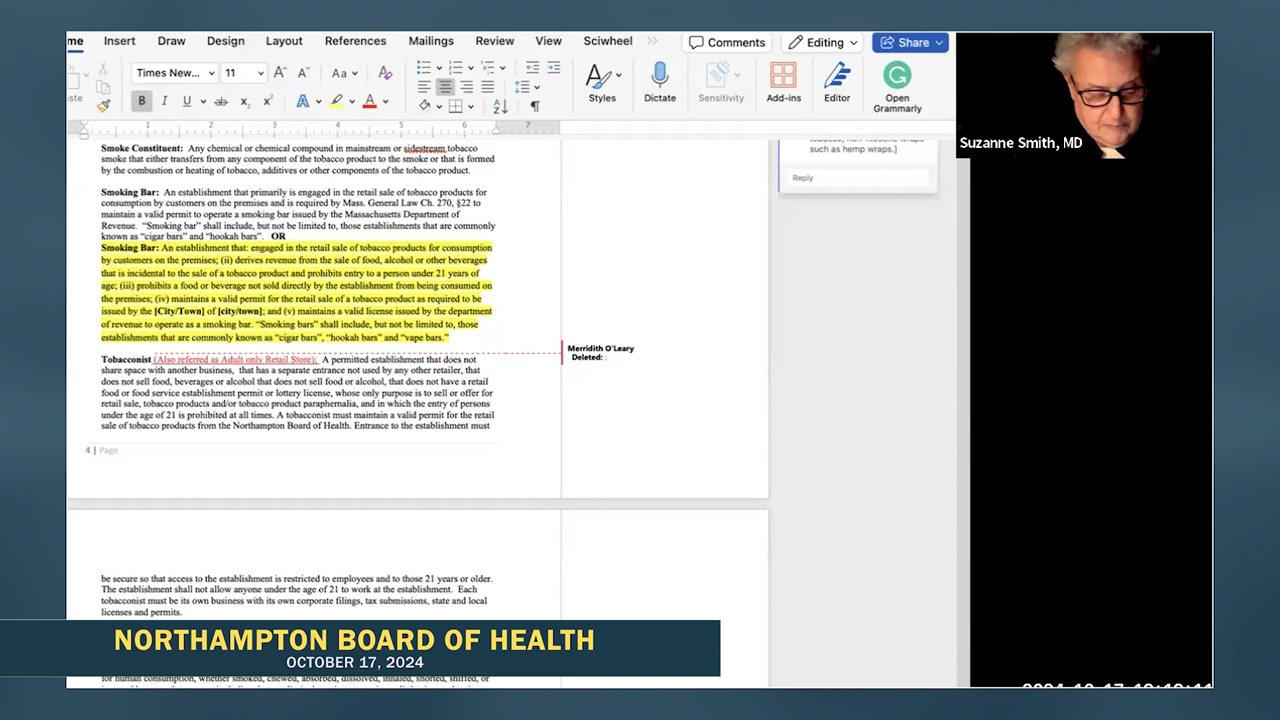 me Insert Draw Design Layout References Mailings Review View Sciwheel >> Comments Editing Share
Times New... 11 Aa
B I U ab x x A A
Styles Dictate Sensitivity Add-ins Editor Open Grammarly
1 2 3 4 5 6 7
such as hemp wraps.]
Reply
Smoke Constituent: Any chemical or chemical compound in mainstream or sidestream tobacco
smoke that either transfers from any component of the tobacco product to the smoke or that is formed
by the combustion or heating of tobacco, additives or other components of the tobacco product.
Smoking Bar: An establishment that primarily is engaged in the retail sale of tobacco products for
consumption by customers on the premises and is required by Mass. General Law Ch. 270, §22 to
maintain a valid permit to operate a smoking bar issued by the Massachusetts Department of
Revenue. “Smoking bar” shall include, but not be limited to, those establishments that are commonly
known as “cigar bars” and “hookah bars”. OR
Smoking Bar: An establishment that: engaged in the retail sale of tobacco products for consumption
by customers on the premises; (ii) derives revenue from the sale of food, alcohol or other beverages
that is incidental to the sale of a tobacco product and prohibits entry to a person under 21 years of
age; (iii) prohibits a food or beverage not sold directly by the establishment from being consumed on
the premises; (iv) maintains a valid permit for the retail sale of a tobacco product as required to be
issued by the [City/Town] of [city/town]; and (v) maintains a valid license issued by the department
of revenue to operate as a smoking bar. “Smoking bars” shall include, but not be limited to, those
establishments that are commonly known as “cigar bars”, “hookah bars” and “vape bars.”
Tobacconist (Also referred as Adult only Retail Store): A permitted establishment that does not
share space with another business, that has a separate entrance not used by any other retailer, that
does not sell food, beverages or alcohol that does not sell food or alcohol, that does not have a retail
food or food service establishment permit or lottery license, whose only purpose is to sell or offer for
retail sale, tobacco products and/or tobacco product paraphernalia, and in which the entry of persons
under the age of 21 is prohibited at all times. A tobacconist must maintain a valid permit for the retail
sale of tobacco products from the Northampton Board of Health. Entrance to the establishment must
Merridith O'Leary
Deleted: :
4 | Page
be secure so that access to the establishment is restricted to employees and to those 21 years or older.
The establishment shall not allow anyone under the age of 21 to work at the establishment. Each
tobacconist must be its own business with its own corporate filings, tax submissions, state and local
licenses and permits.
for human consumption, whether smoked, chewed, absorbed, dissolved, inhaled, snorted, sniffed, or
Suzanne Smith, MD
NORTHAMPTON BOARD OF HEALTH
OCTOBER 17, 2024